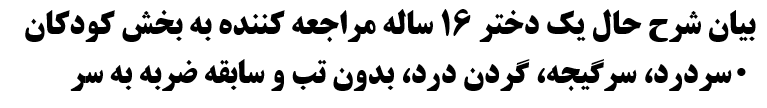 بیان شرح حال یک دختر ۱۶ ساله مراجعه کننده به بخش کودکان
• سردرد، سرگیجه، گردن درد، بدون تب و سابقه ضربه به سر